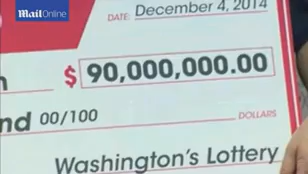 MailOnline
DATE: December 4, 2014
$ 90,000,000.00
nd 00/100
DOLLARS
Washington's Lottery